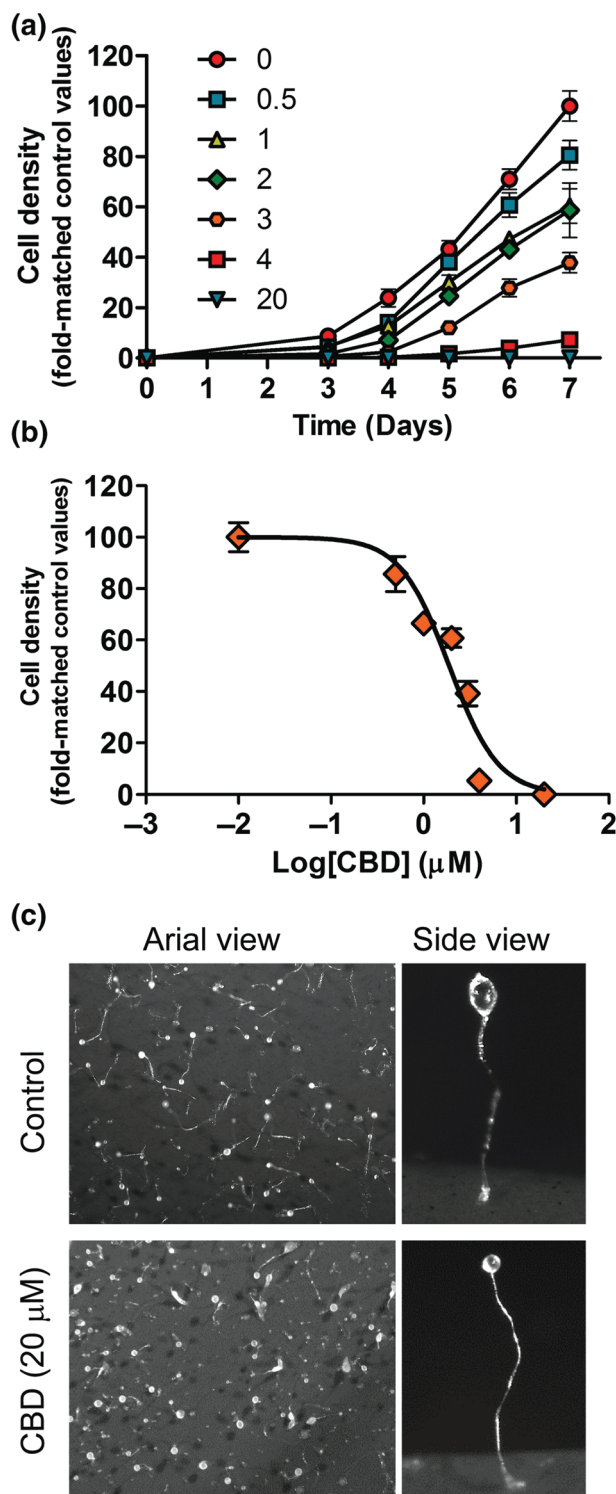 (a)
Cell density
(fold-matched control values)
120
100
80
60
40
20
0
0
0.5
1
2
3
4
20
0 1 2 3 4 5 6 7
Time (Days)
(b)
Cell density
(fold-matched control values)
120
100
80
60
40
20
0
–3 –2 –1 0 1 2
Log[CBD] (μM)
(c)
Arial view Side view
Control
CBD (20 μM)